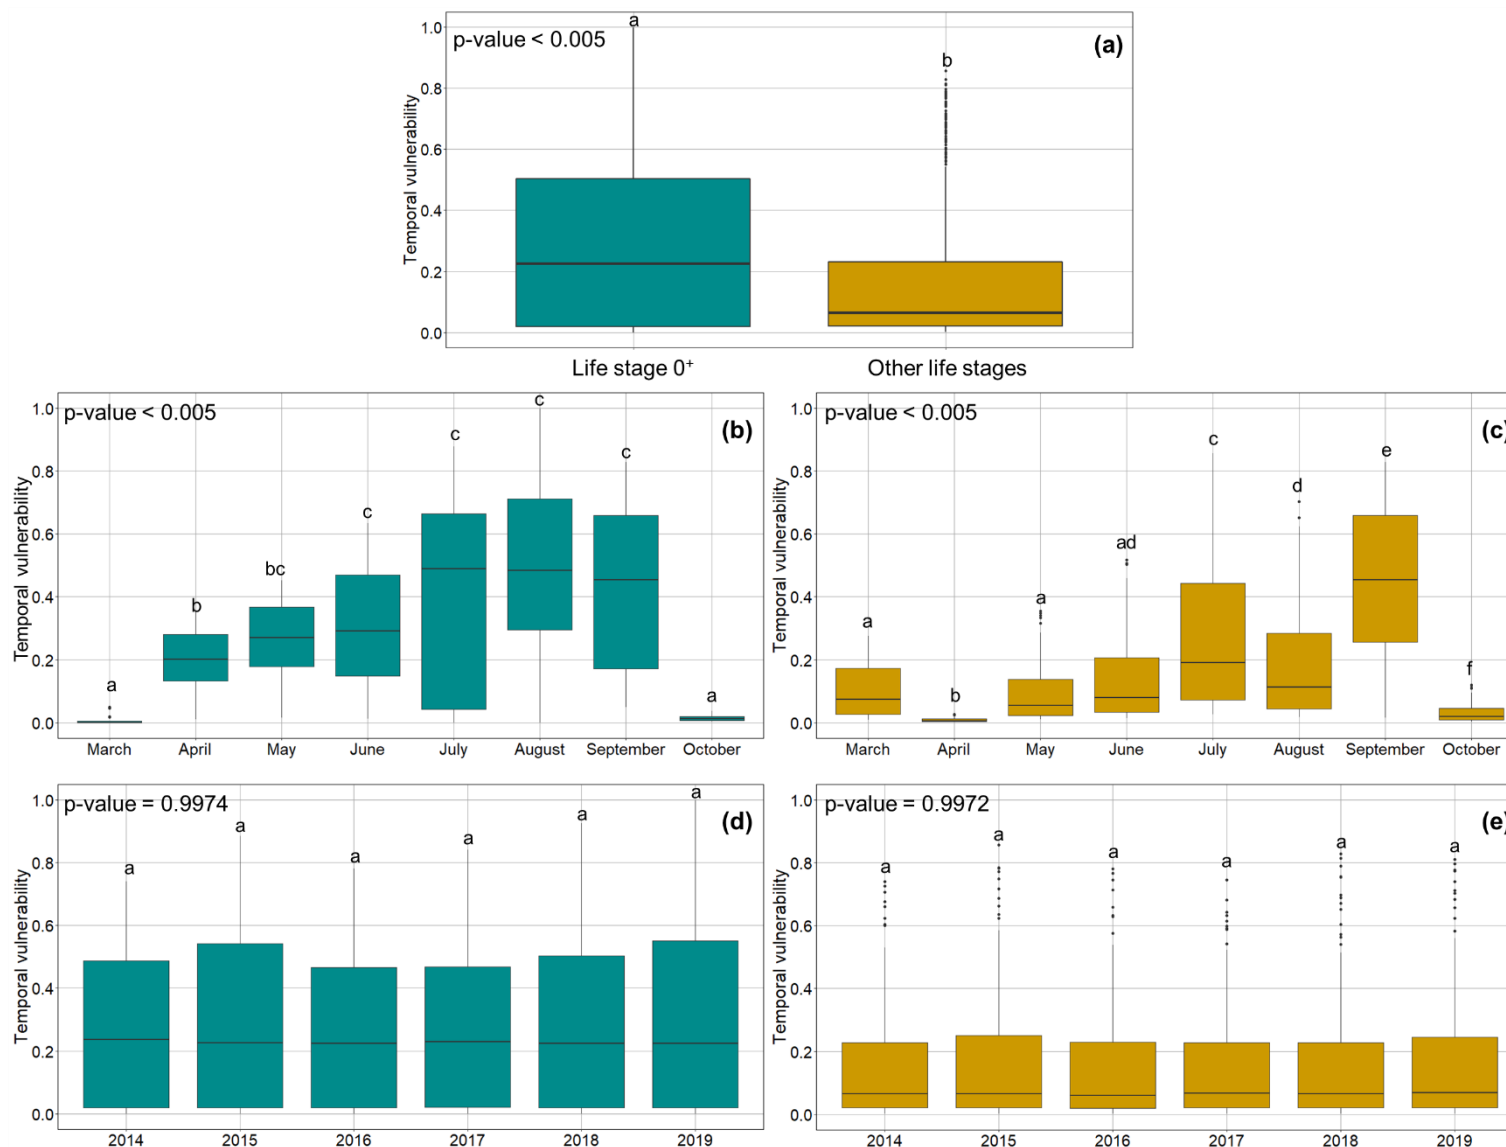 a
p-value < 0.005
(a)
b
1.0
0.8
0.6
0.4
0.2
0.0
Temporal vulnerability
Life stage 0⁺
Other life stages
p-value < 0.005
(b)
1.0
0.8
0.6
0.4
0.2
0.0
Temporal vulnerability
a
b
bc
c
c
c
c
a
March April May June July August September October
p-value < 0.005
(c)
1.0
0.8
0.6
0.4
0.2
0.0
Temporal vulnerability
a
b
a
ad
c
d
e
f
March April May June July August September October
p-value = 0.9974
(d)
1.0
0.8
0.6
0.4
0.2
0.0
Temporal vulnerability
a a a a a a
2014 2015 2016 2017 2018 2019
p-value = 0.9972
(e)
1.0
0.8
0.6
0.4
0.2
0.0
Temporal vulnerability
a a a a a a
2014 2015 2016 2017 2018 2019